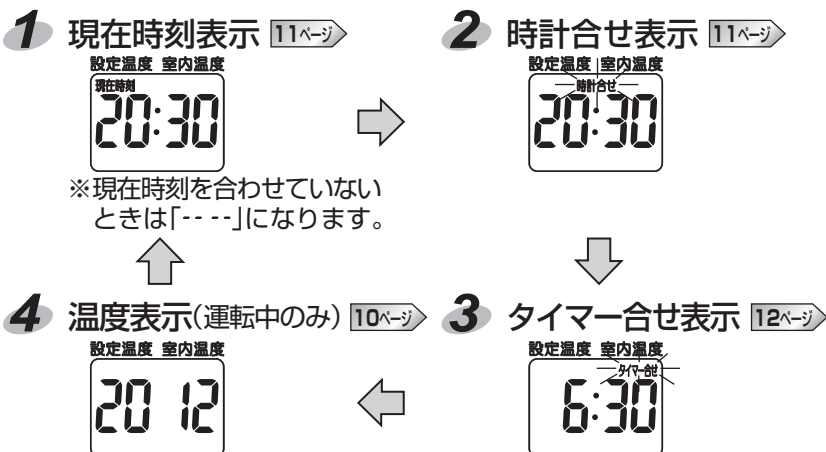 1 現在時刻表示 11ページ
設定温度 室内温度
現在時刻
20:30
※現在時刻を合わせていない
ときは「-- --」になります。
2 時計合せ表示 11ページ
設定温度 室内温度
時計合せ
20:30
3 タイマー合せ表示 12ページ
設定温度 室内温度
タイマー合せ
6:30
4 温度表示(運転中のみ) 10ページ
設定温度 室内温度
20 12